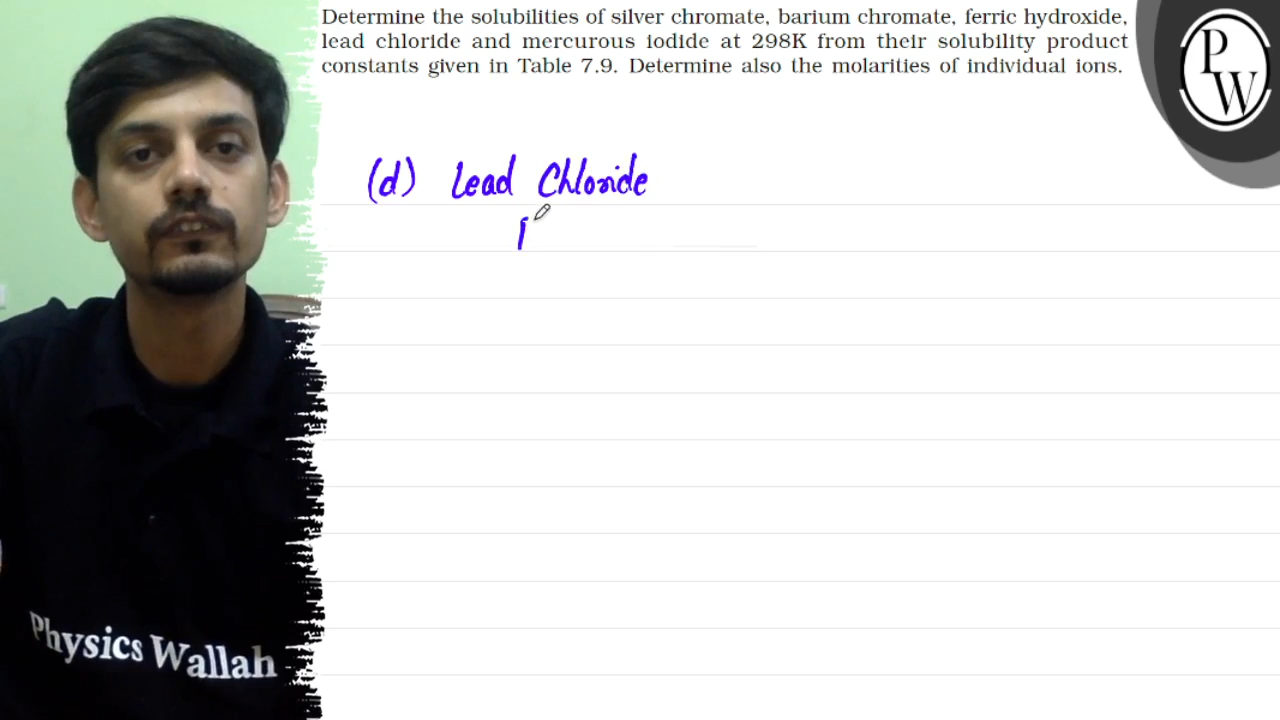 Determine the solubilities of silver chromate, barium chromate, ferric hydroxide,
lead chloride and mercurous iodide at 298K from their solubility product
constants given in Table 7.9. Determine also the molarities of individual ions.
PW
(d) Lead Chloride
Physics Wallah